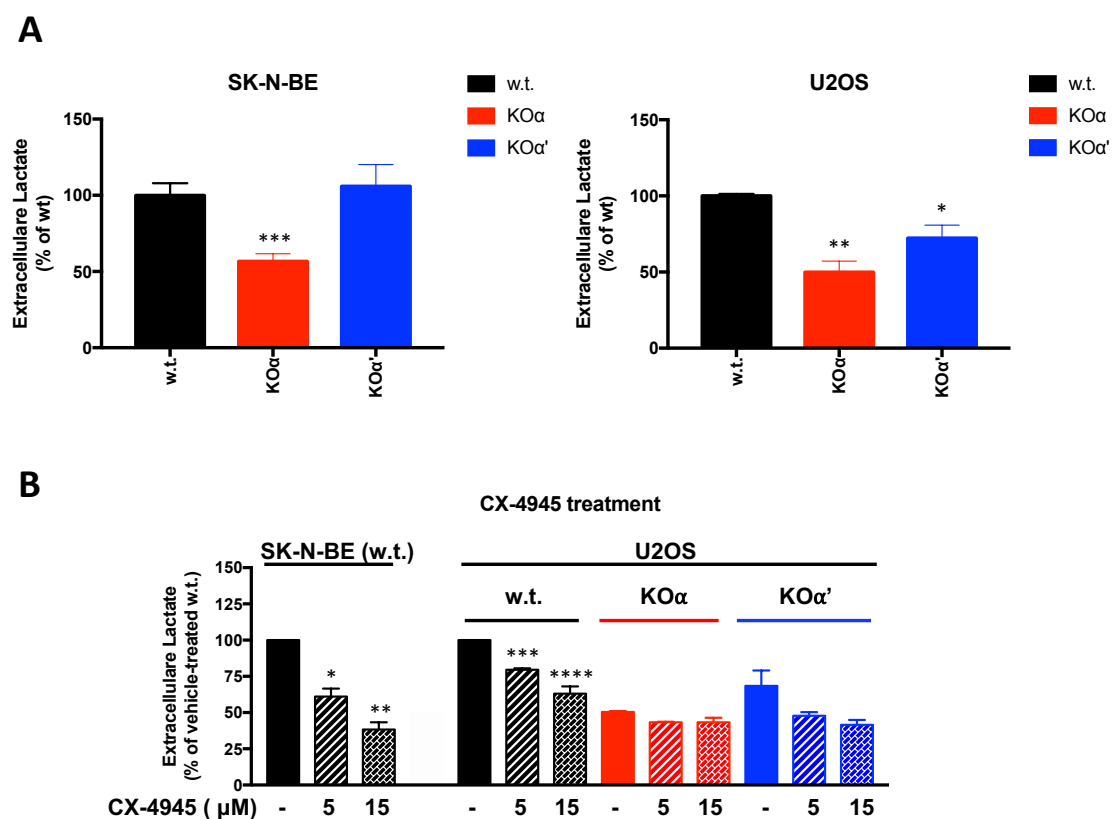 A
SK-N-BE
w.t.
KOα
KOα'
150
100
50
0
Extracellulare Lactate
(% of wt)
***
w.t.
KOα
KOα'
U2OS
w.t.
KOα
KOα'
150
100
50
0
Extracellulare Lactate
(% of wt)
**
*
w.t.
KOα
KOα'
B
CX-4945 treatment
SK-N-BE (w.t.)
U2OS
w.t.
KOα
KOα’
150
125
100
75
50
25
0
Extracellulare Lactate
(% of vehicle-treated w.t.)
*
**
***
****
CX-4945 ( µM) - 5 15 - 5 15 - 5 15 - 5 15